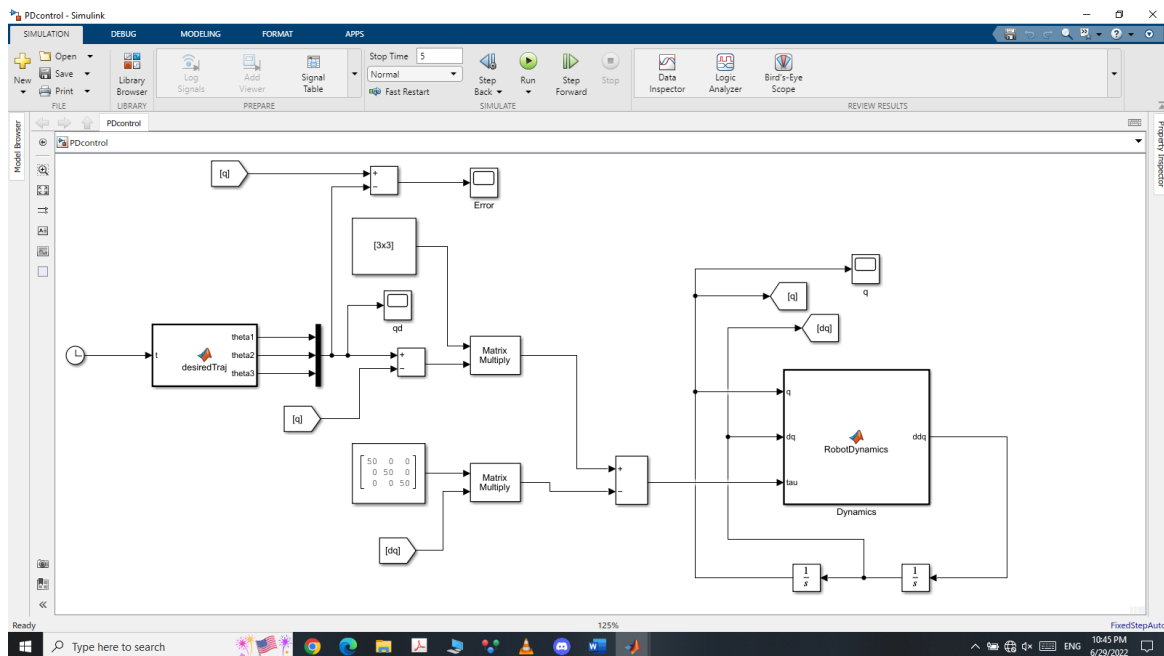 PDcontrol - Simulink
SIMULATION DEBUG MODELING FORMAT APPS
New
Open
Save
Print
FILE
Library Browser
LIBRARY
Log Signals
Add Viewer
Signal Table
PREPARE
Stop Time 5
Normal
Fast Restart
Step Back
Run
Step Forward
Stop
SIMULATE
Data Inspector
Logic Analyzer
Bird's-Eye Scope
REVIEW RESULTS
Model Browser
PDcontrol
PDcontrol
Property Inspector
[q]
+
−
Error
[3x3]
qd
t
desiredTraj
theta1
theta2
theta3
+
−
Matrix Multiply
[q]
50 0 0
0 50 0
0 0 50
Matrix Multiply
[dq]
+
−
q
[q]
[dq]
q
dq
tau
RobotDynamics
ddq
Dynamics
1
s
1
s
Ready
125%
FixedStepAuto
Type here to search
ENG
10:45 PM
6/29/2022